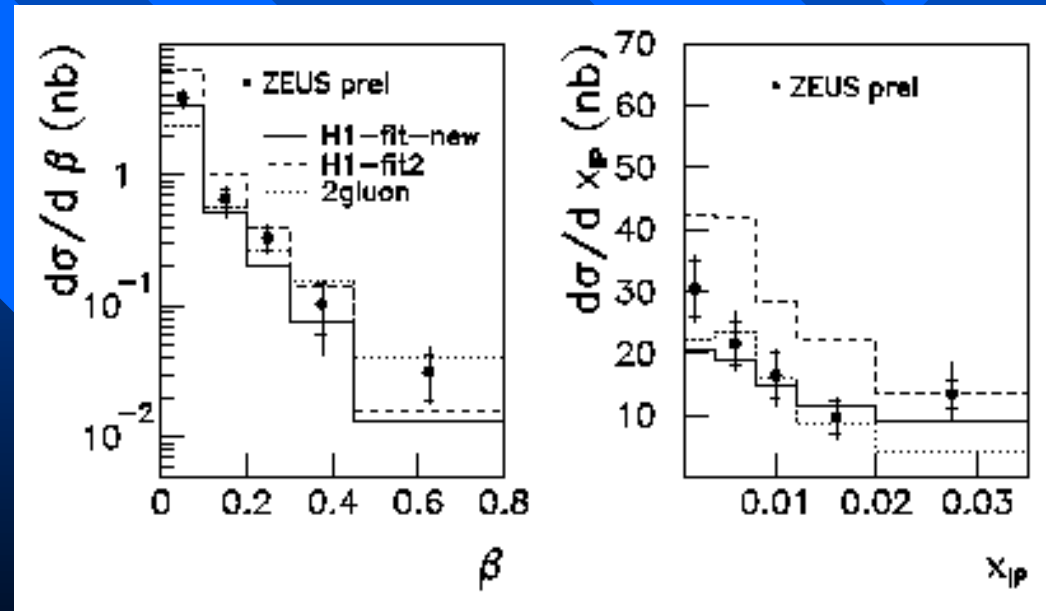 dσ/d β (nb)
1
10⁻¹
10⁻²
• ZEUS prel
H1-fit-new
H1-fit2
2gluon
0 0.2 0.4 0.6 0.8
β
dσ/d x_IP (nb)
70
60
50
40
30
20
10
• ZEUS prel
0.01 0.02 0.03
x_IP